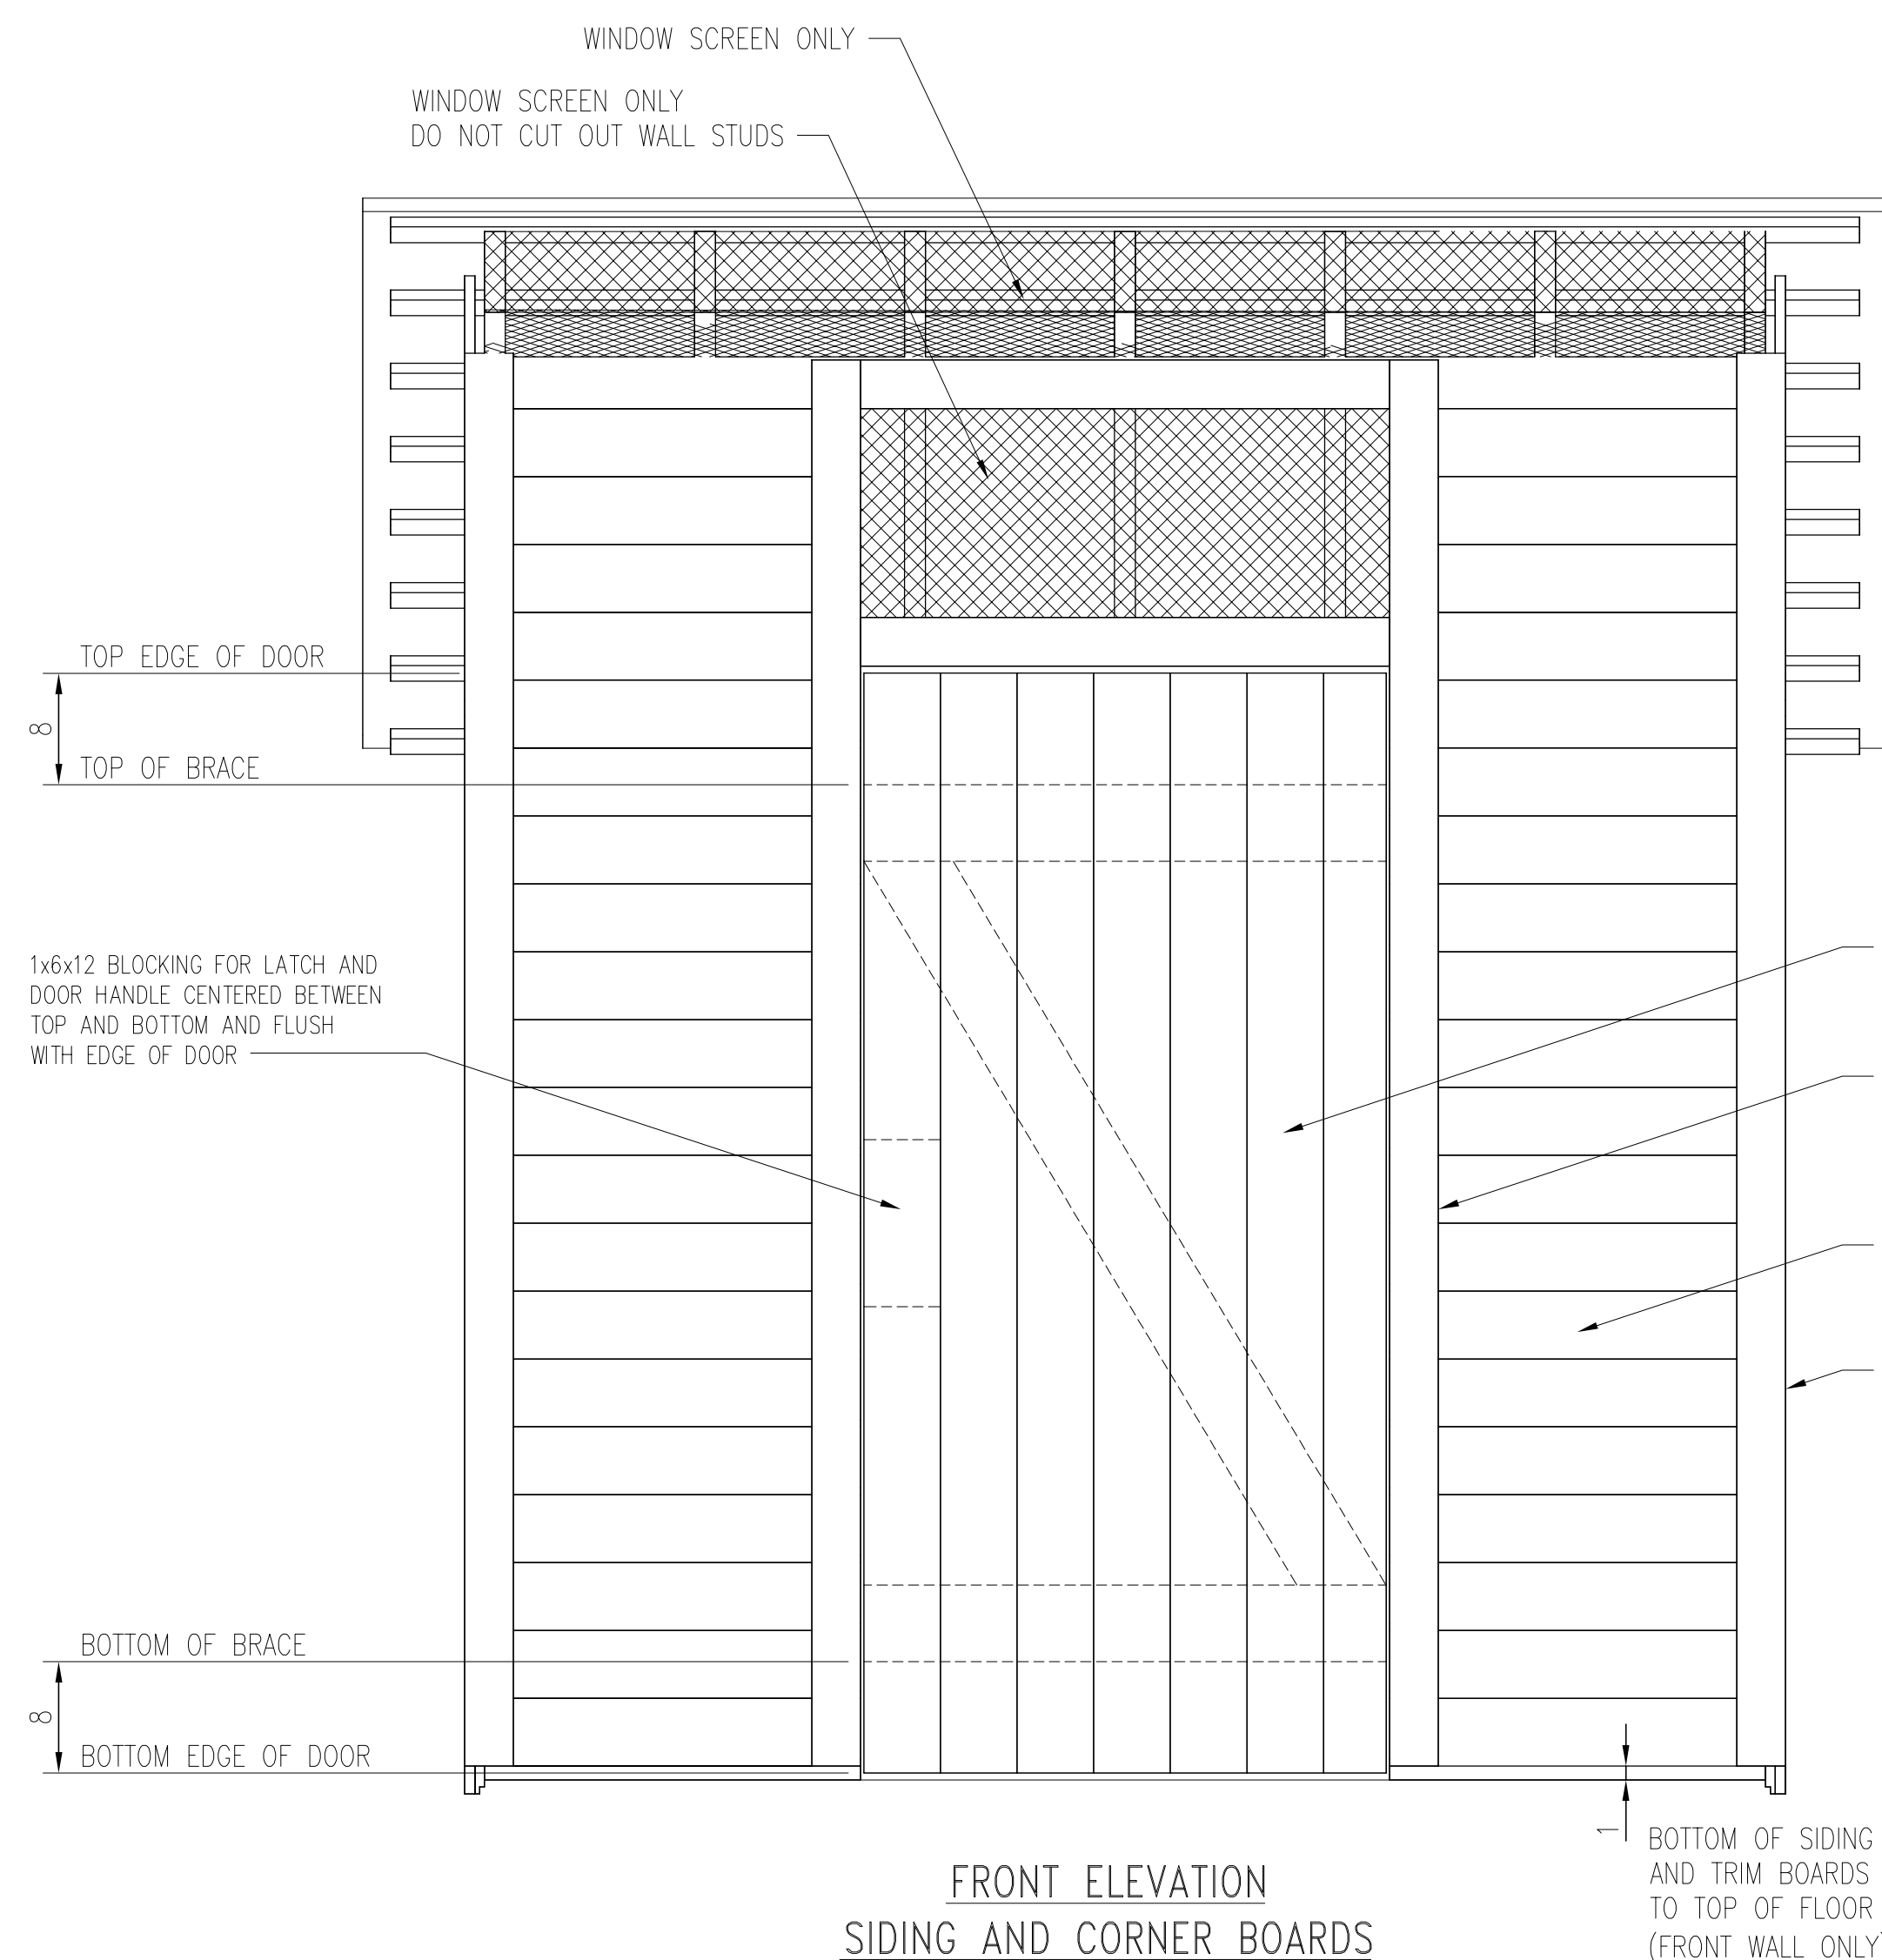 WINDOW SCREEN ONLY
WINDOW SCREEN ONLY
DO NOT CUT OUT WALL STUDS
TOP EDGE OF DOOR
8
TOP OF BRACE
1x6x12 BLOCKING FOR LATCH AND
DOOR HANDLE CENTERED BETWEEN
TOP AND BOTTOM AND FLUSH
WITH EDGE OF DOOR
BOTTOM OF BRACE
8
BOTTOM EDGE OF DOOR
1
BOTTOM OF SIDING
AND TRIM BOARDS
TO TOP OF FLOOR
(FRONT WALL ONLY)
FRONT ELEVATION
SIDING AND CORNER BOARDS